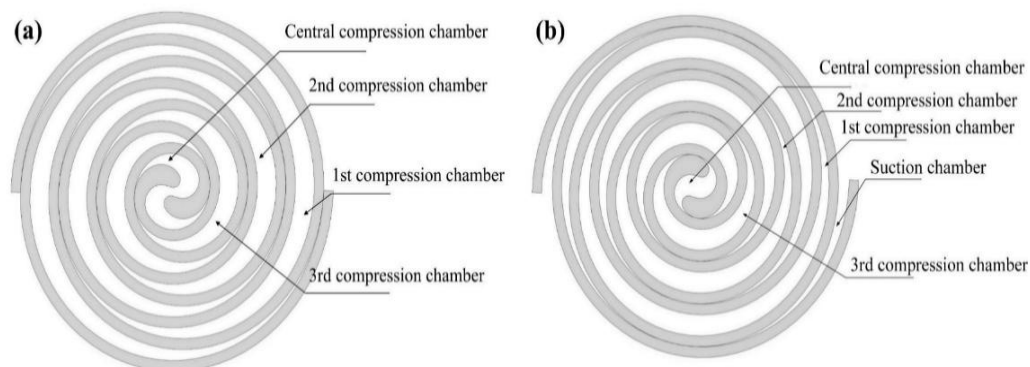 (a)
Central compression chamber
2nd compression chamber
1st compression chamber
3rd compression chamber
(b)
Central compression chamber
2nd compression chamber
1st compression chamber
Suction chamber
3rd compression chamber